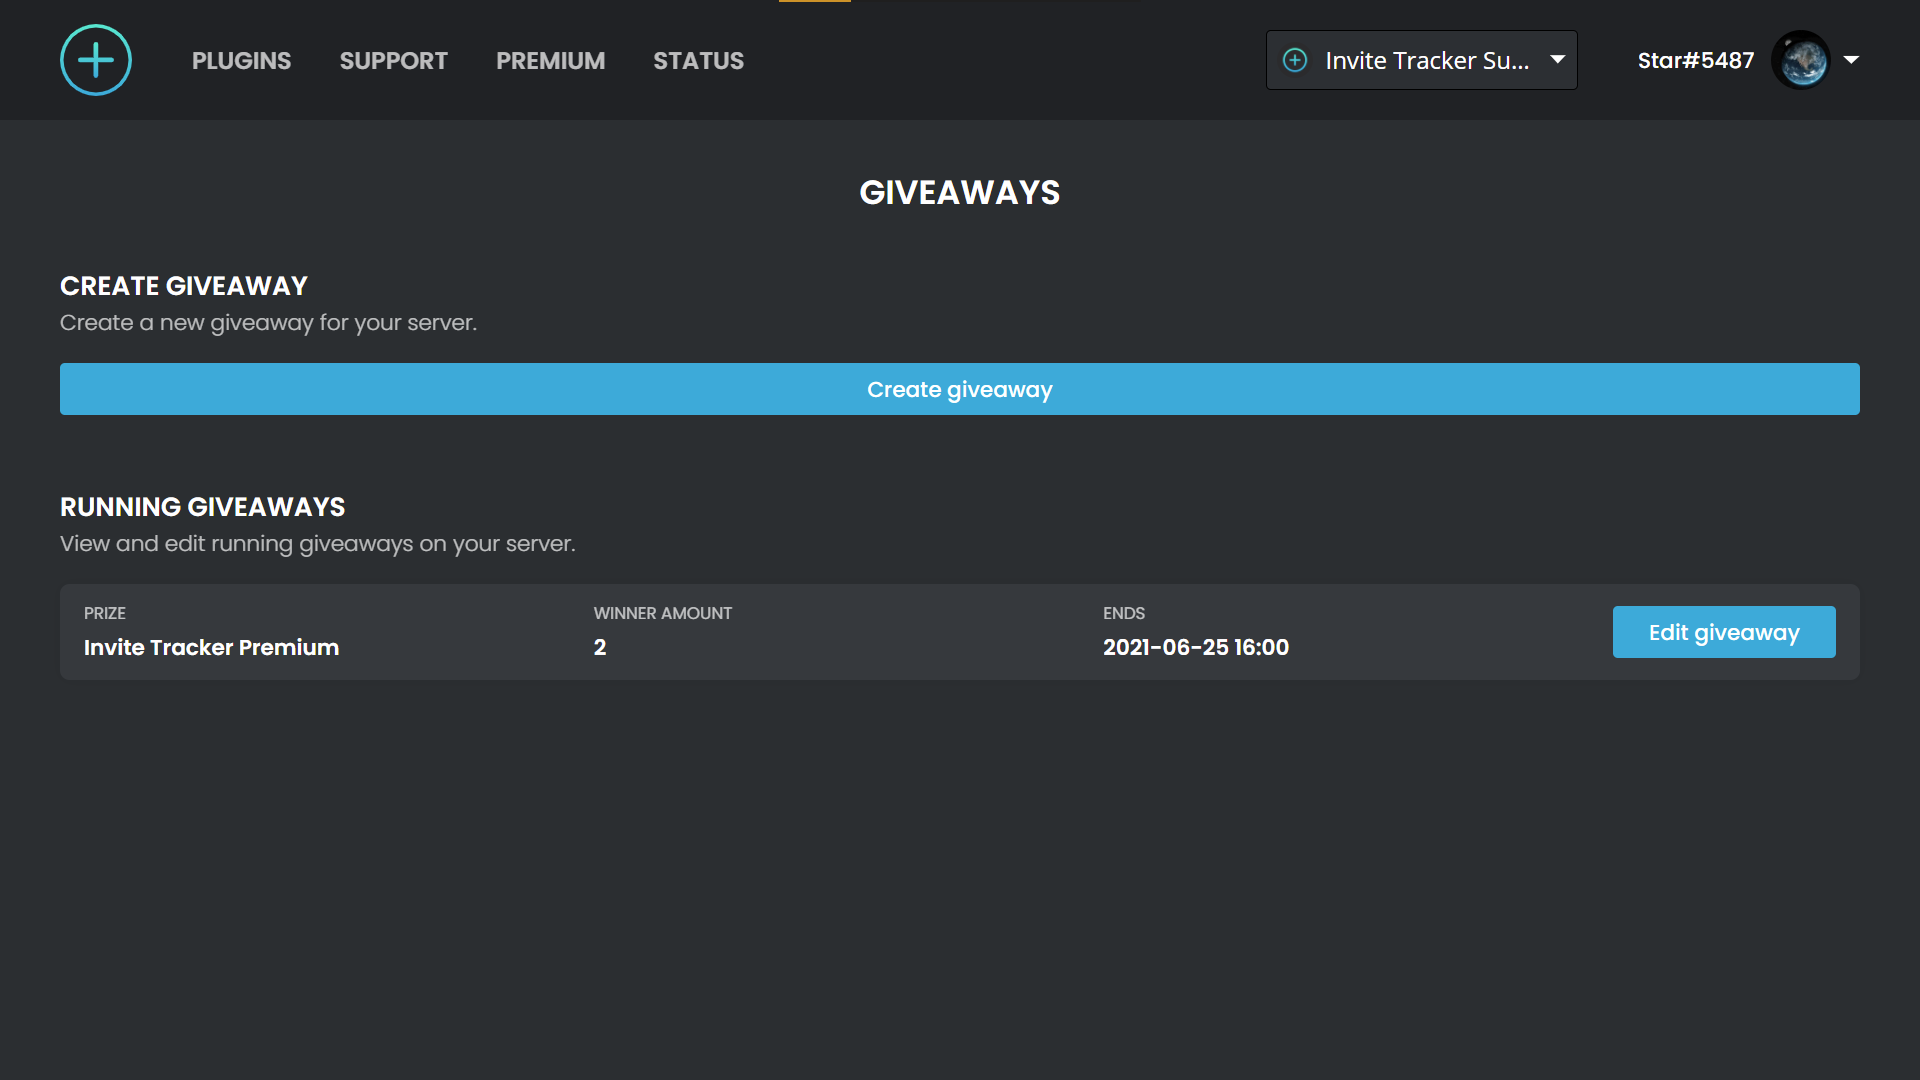 PLUGINS SUPPORT PREMIUM STATUS Invite Tracker Su... Star#5487
GIVEAWAYS
CREATE GIVEAWAY
Create a new giveaway for your server.
Create giveaway
RUNNING GIVEAWAYS
View and edit running giveaways on your server.
PRIZE WINNER AMOUNT ENDS
Invite Tracker Premium 2 2021-06-25 16:00
Edit giveaway